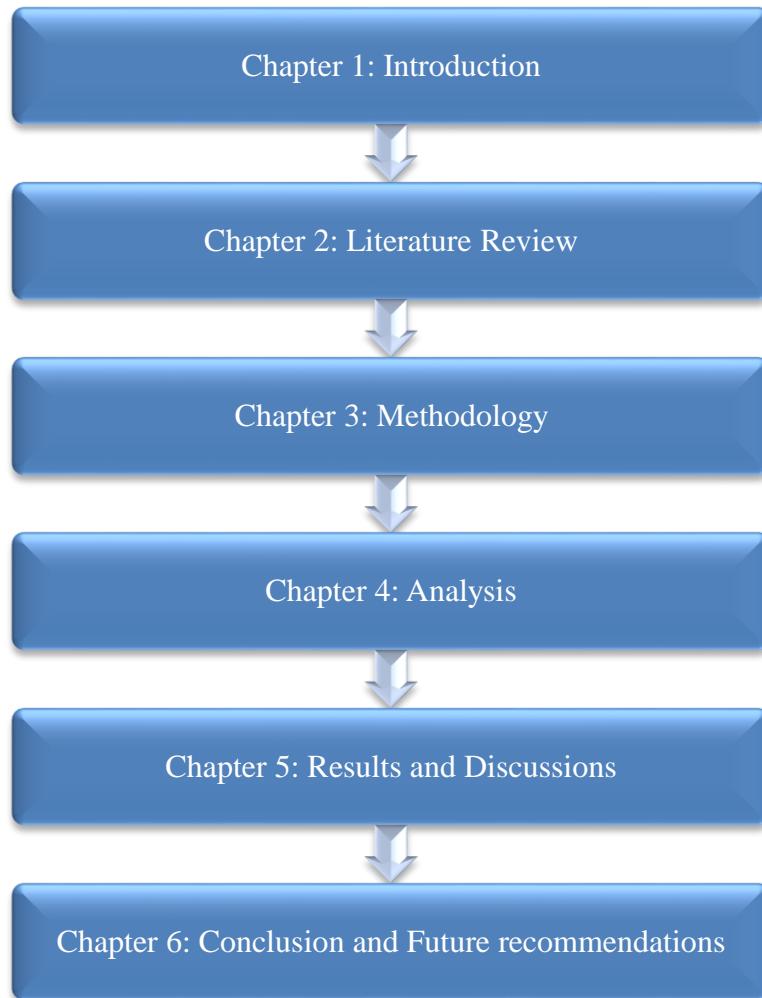 Chapter 1: Introduction
Chapter 2: Literature Review
Chapter 3: Methodology
Chapter 4: Analysis
Chapter 5: Results and Discussions
Chapter 6: Conclusion and Future recommendations